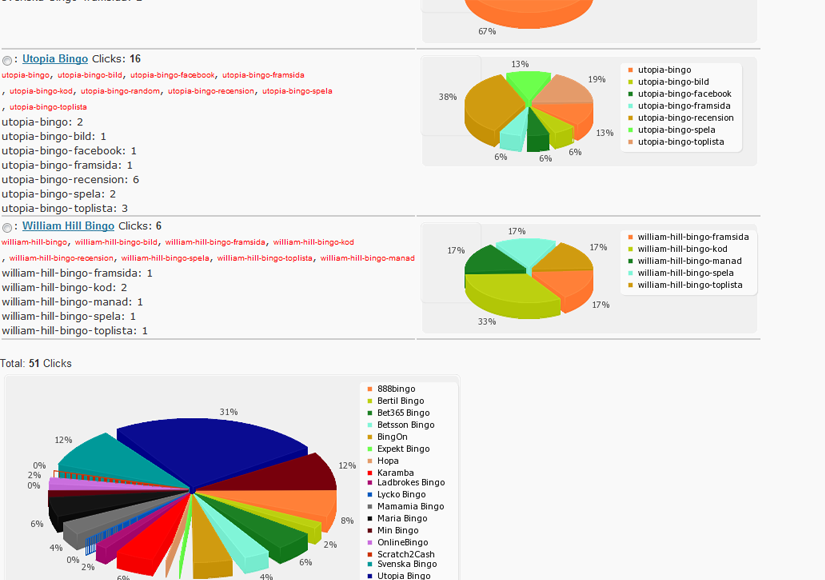 67%
: Utopia Bingo Clicks: 16
utopia-bingo, utopia-bingo-bild, utopia-bingo-facebook, utopia-bingo-framsida
, utopia-bingo-kod, utopia-bingo-random, utopia-bingo-recension, utopia-bingo-spela
, utopia-bingo-toplista
utopia-bingo: 2
utopia-bingo-bild: 1
utopia-bingo-facebook: 1
utopia-bingo-framsida: 1
utopia-bingo-recension: 6
utopia-bingo-spela: 2
utopia-bingo-toplista: 3
13%
19%
38%
13%
6%
6%
6%
utopia-bingo
utopia-bingo-bild
utopia-bingo-facebook
utopia-bingo-framsida
utopia-bingo-recension
utopia-bingo-spela
utopia-bingo-toplista
: William Hill Bingo Clicks: 6
william-hill-bingo, william-hill-bingo-bild, william-hill-bingo-framsida, william-hill-bingo-kod
, william-hill-bingo-recension, william-hill-bingo-spela, william-hill-bingo-toplista, william-hill-bingo-manad
william-hill-bingo-framsida: 1
william-hill-bingo-kod: 2
william-hill-bingo-manad: 1
william-hill-bingo-spela: 1
william-hill-bingo-toplista: 1
17%
17%
17%
17%
33%
william-hill-bingo-framsida
william-hill-bingo-kod
william-hill-bingo-manad
william-hill-bingo-spela
william-hill-bingo-toplista
Total: 51 Clicks
31%
12%
12%
0%
2%
0%
8%
6%
2%
4%
6%
0%
2%
4%
6%
888bingo
Bertil Bingo
Bet365 Bingo
Betsson Bingo
BingOn
Expekt Bingo
Hopa
Karamba
Ladbrokes Bingo
Lycko Bingo
Mamamia Bingo
Maria Bingo
Min Bingo
OnlineBingo
Scratch2Cash
Svenska Bingo
Utopia Bingo